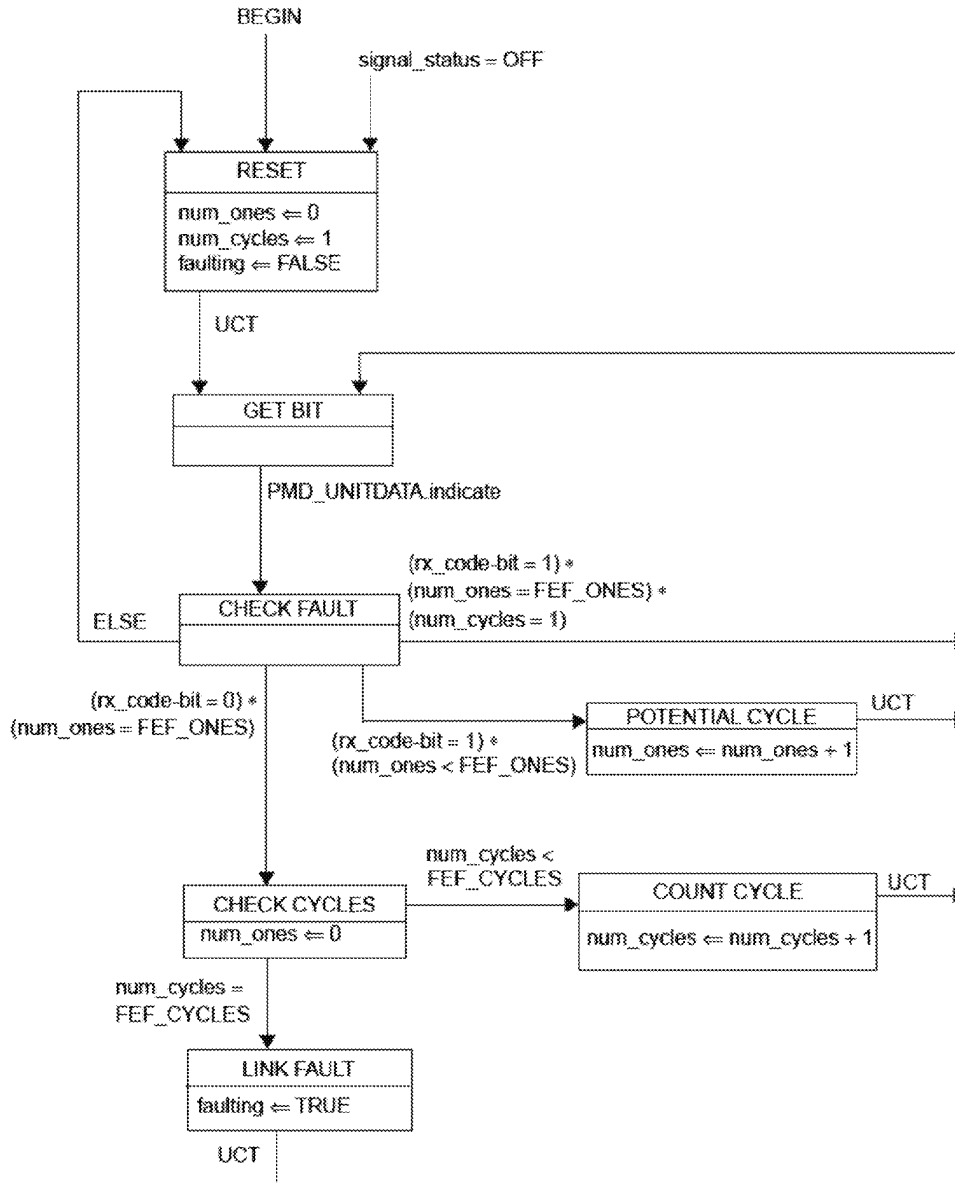 BEGIN
signal_status = OFF
RESET
num_ones ⇐ 0
num_cycles ⇐ 1
faulting ⇐ FALSE
UCT
GET BIT
PMD_UNITDATA.indicate
(rx_code-bit = 1) *
(num_ones = FEF_ONES) *
(num_cycles = 1)
CHECK FAULT
ELSE
(rx_code-bit = 0) *
(num_ones = FEF_ONES)
(rx_code-bit = 1) *
(num_ones < FEF_ONES)
POTENTIAL CYCLE
num_ones ⇐ num_ones + 1
UCT
num_cycles <
FEF_CYCLES
CHECK CYCLES
num_ones ⇐ 0
COUNT CYCLE
num_cycles ⇐ num_cycles + 1
UCT
num_cycles =
FEF_CYCLES
LINK FAULT
faulting ⇐ TRUE
UCT